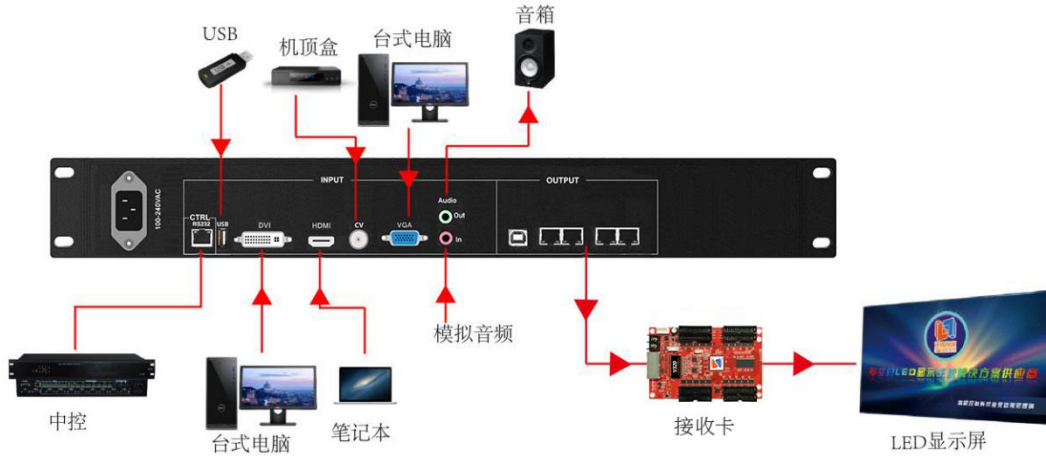 USB
机顶盒
台式电脑
音箱
INPUT
OUTPUT
100-240VAC
CTRL
RS232
USB
DVI
HDMI
CV
VGA
Audio
Out
In
模拟音频
中控
台式电脑
笔记本
接收卡
LED显示屏